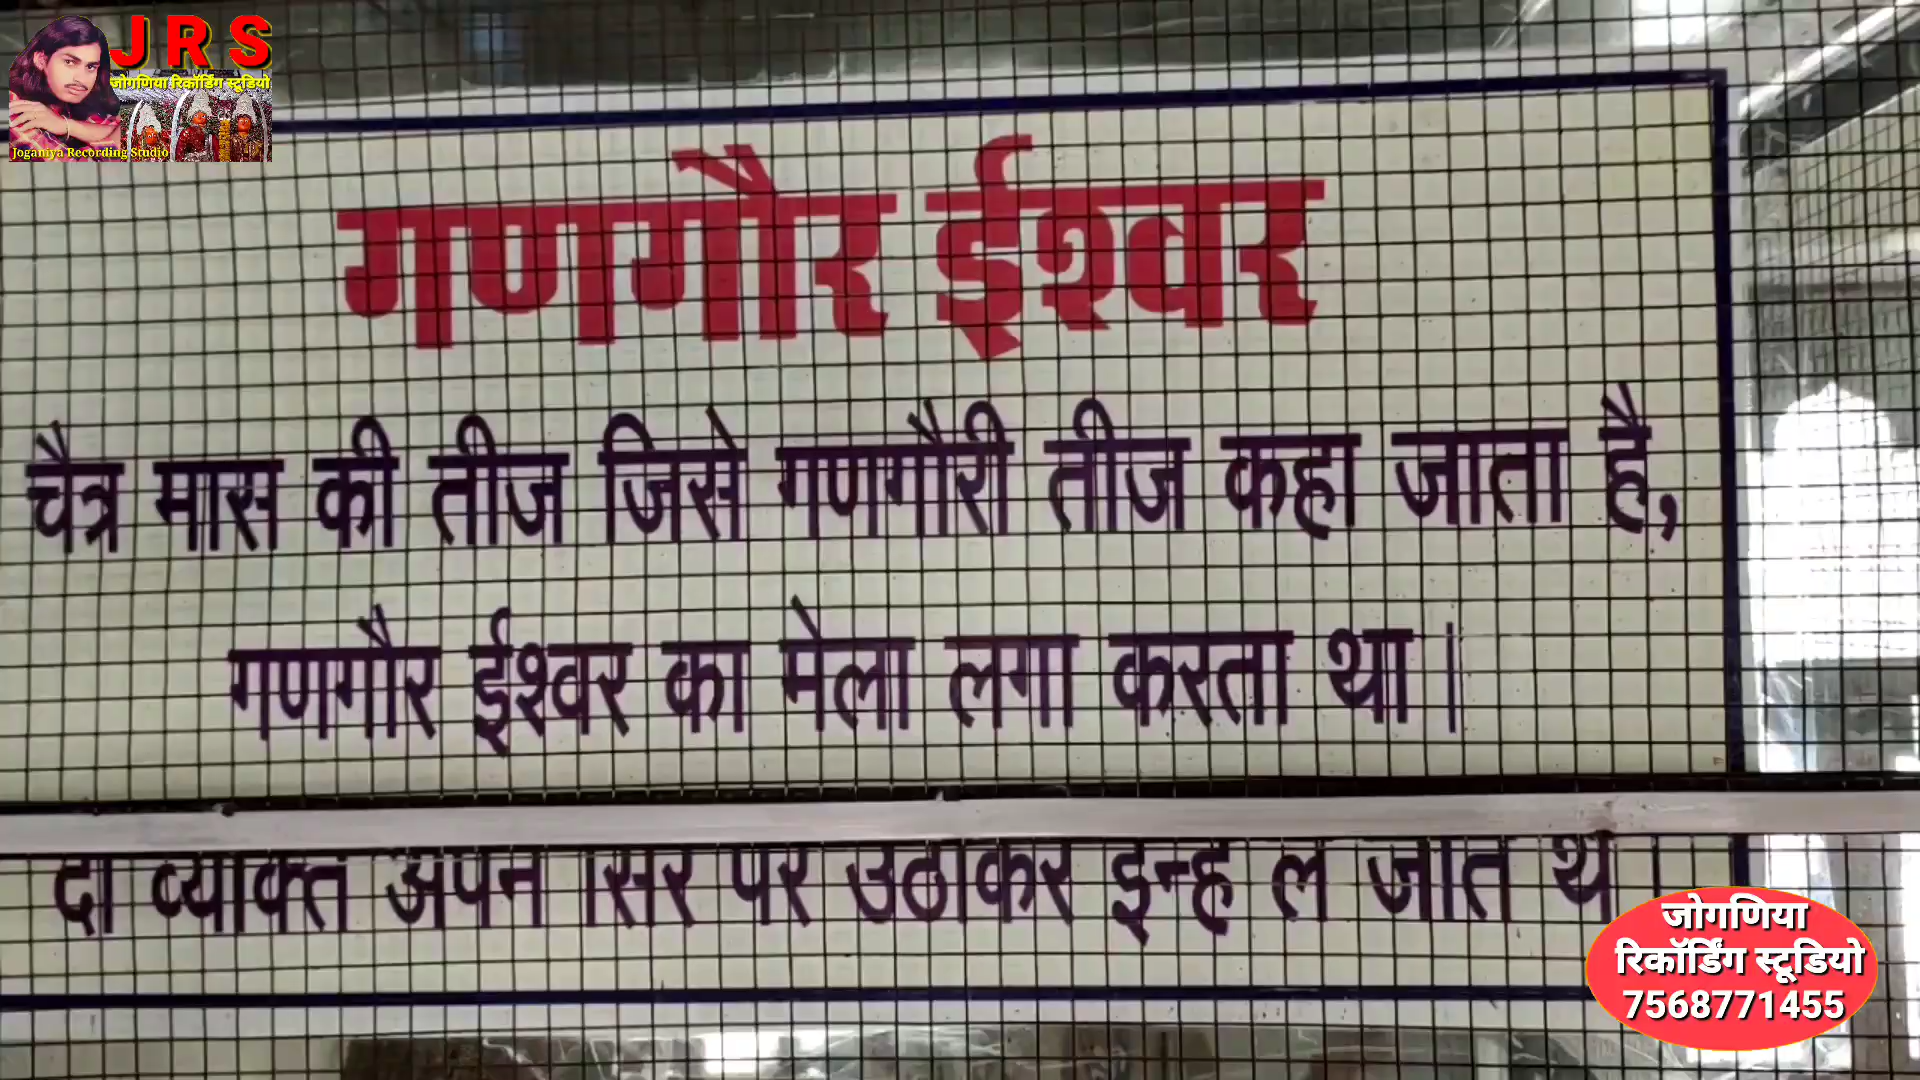 J R S
जोगणिया रिकॉर्डिंग स्टूडियो
Joganiya Recording Studio
गणगौर ईश्वर
चैत्र मास की तीज जिसे गणगौरी तीज कहा जाता है,
गणगौर ईश्वर का मेला लगा करता था |
दो व्यक्ति अपने सिर पर उठाकर इन्हें ले जाते थे |
जोगणिया
रिकॉर्डिंग स्टूडियो
7568771455